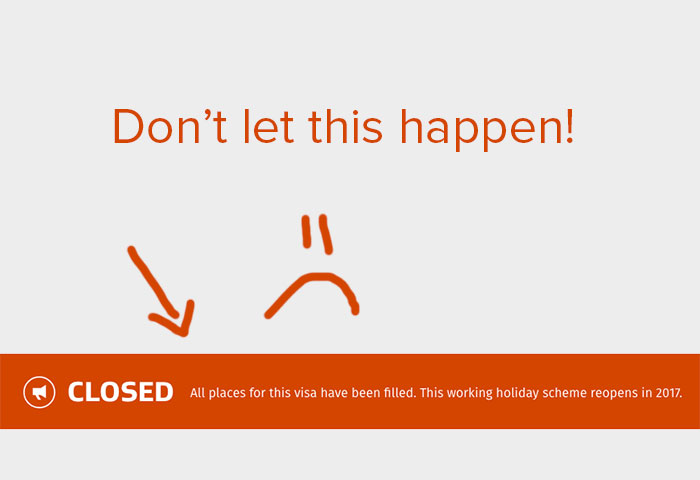 Don’t let this happen!
CLOSED All places for this visa have been filled. This working holiday scheme reopens in 2017.